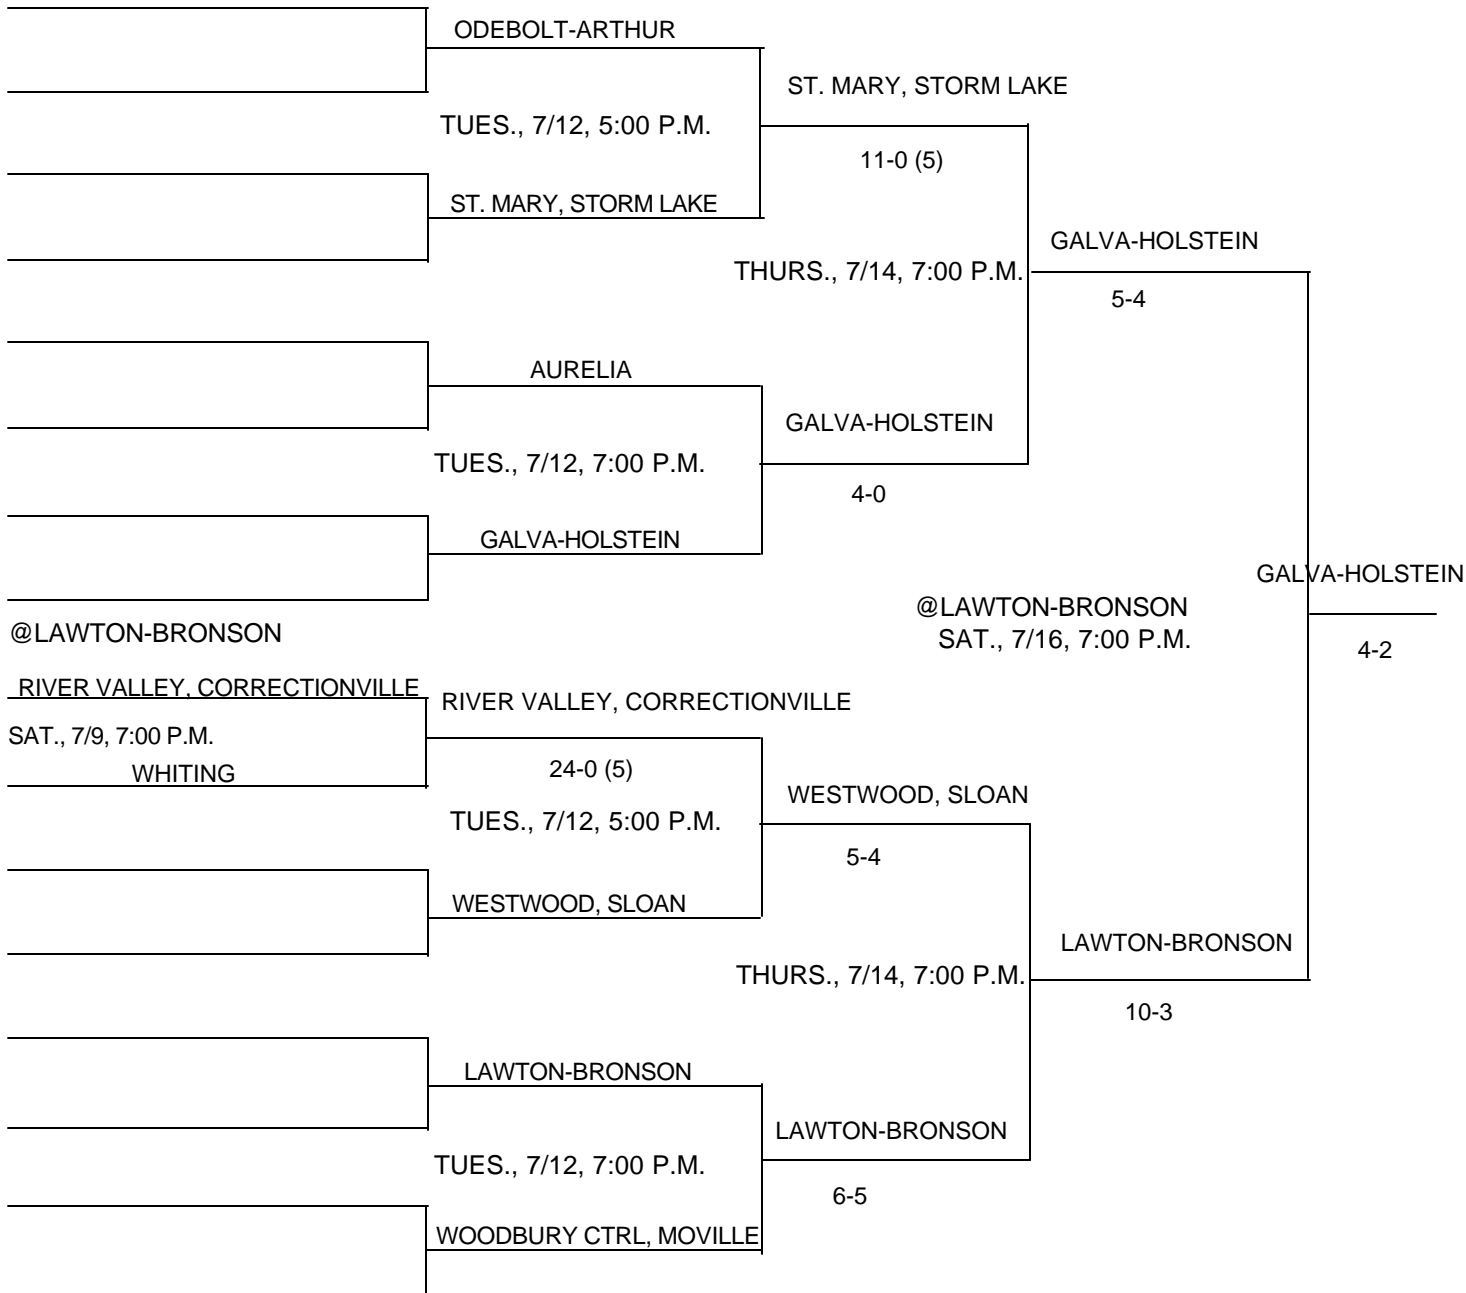 ODEBOLT-ARTHUR
ST. MARY, STORM LAKE
TUES., 7/12, 5:00 P.M.
11-0 (5)
ST. MARY, STORM LAKE
GALVA-HOLSTEIN
THURS., 7/14, 7:00 P.M.
5-4
AURELIA
GALVA-HOLSTEIN
TUES., 7/12, 7:00 P.M.
4-0
GALVA-HOLSTEIN
GALVA-HOLSTEIN
@LAWTON-BRONSON
SAT., 7/16, 7:00 P.M.
4-2
@LAWTON-BRONSON
RIVER VALLEY, CORRECTIONVILLE
RIVER VALLEY, CORRECTIONVILLE
SAT., 7/9, 7:00 P.M.
WHITING
24-0 (5)
WESTWOOD, SLOAN
TUES., 7/12, 5:00 P.M.
5-4
WESTWOOD, SLOAN
LAWTON-BRONSON
THURS., 7/14, 7:00 P.M.
10-3
LAWTON-BRONSON
LAWTON-BRONSON
TUES., 7/12, 7:00 P.M.
6-5
WOODBURY CTRL, MOVILLE